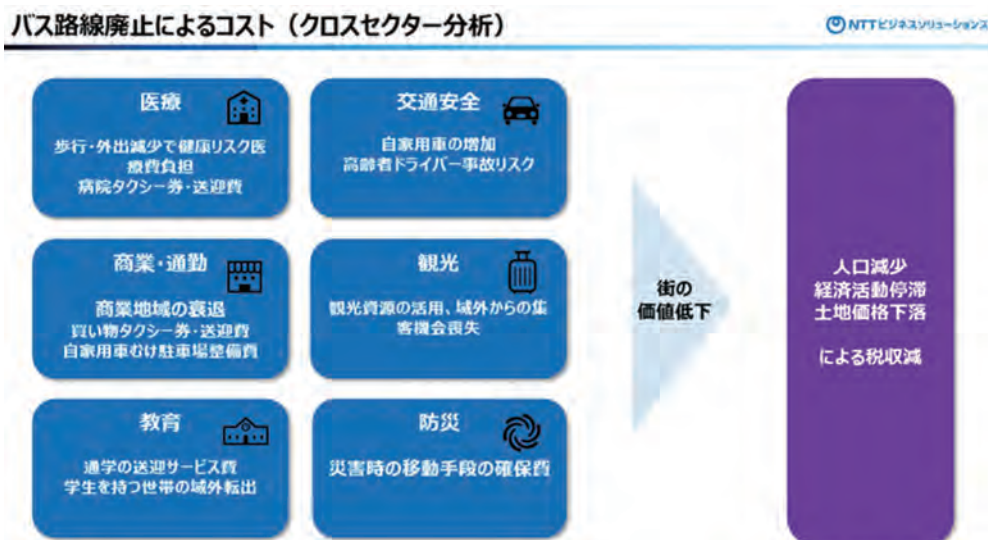 バス路線廃止によるコスト（クロスセクター分析）
NTTビジネスソリューションズ
医療
歩行・外出減少で健康リスク医
療費負担
病院タクシー券・送迎費
交通安全
自家用車の増加
高齢者ドライバー事故リスク
商業・通勤
商業地域の衰退
買い物タクシー券・送迎費
自家用車むけ駐車場整備費
観光
観光資源の活用、域外からの集
客機会喪失
教育
通学の送迎サービス費
学生を持つ世帯の域外転出
防災
災害時の移動手段の確保費
街の
価値低下
人口減少
経済活動停滞
土地価格下落
による税収減